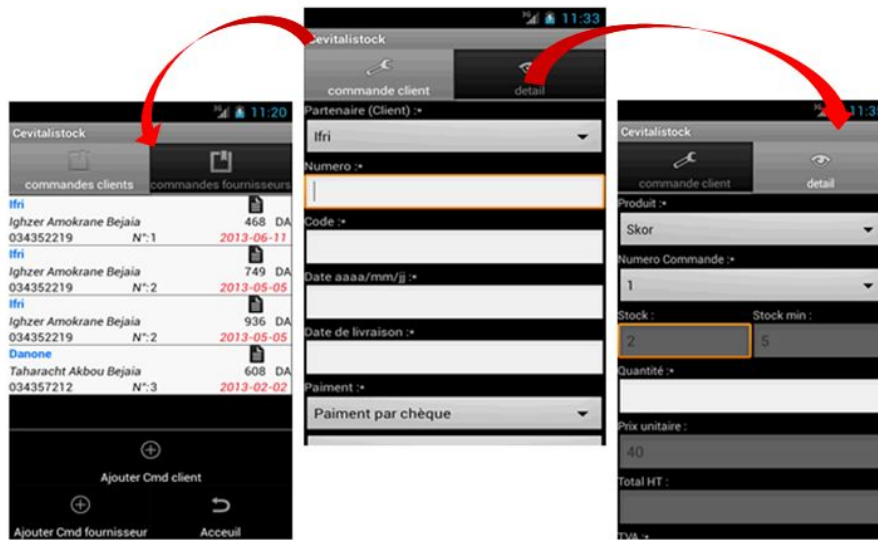 11:20
Cevitalistock
commandes clients commandes fournisseurs
Ifri
Ighzer Amokrane Bejaia 468 DA
034352219 N°:1 2013-06-11
Ifri
Ighzer Amokrane Bejaia 749 DA
034352219 N°:2 2013-05-05
Ifri
Ighzer Amokrane Bejaia 936 DA
034352219 N°:2 2013-05-05
Danone
Taharacht Akbou Bejaia 608 DA
034357212 N°:3 2013-02-02
Ajouter Cmd client
Ajouter Cmd fournisseur Acceuil
3G 11:33
Cevitalistock
commande client detail
Partenaire (Client) :*
Ifri
Numero :*
Code :*
Date aaaa/mm/jj :*
Date de livraison :*
Paiment :*
Paiment par chèque
Cevitalistock
commande client detail
Produit :*
Skor
Numero Commande :*
1
Stock : Stock min :
2 5
Quantité :*
Prix unitaire :
40
Total HT :
TVA :*